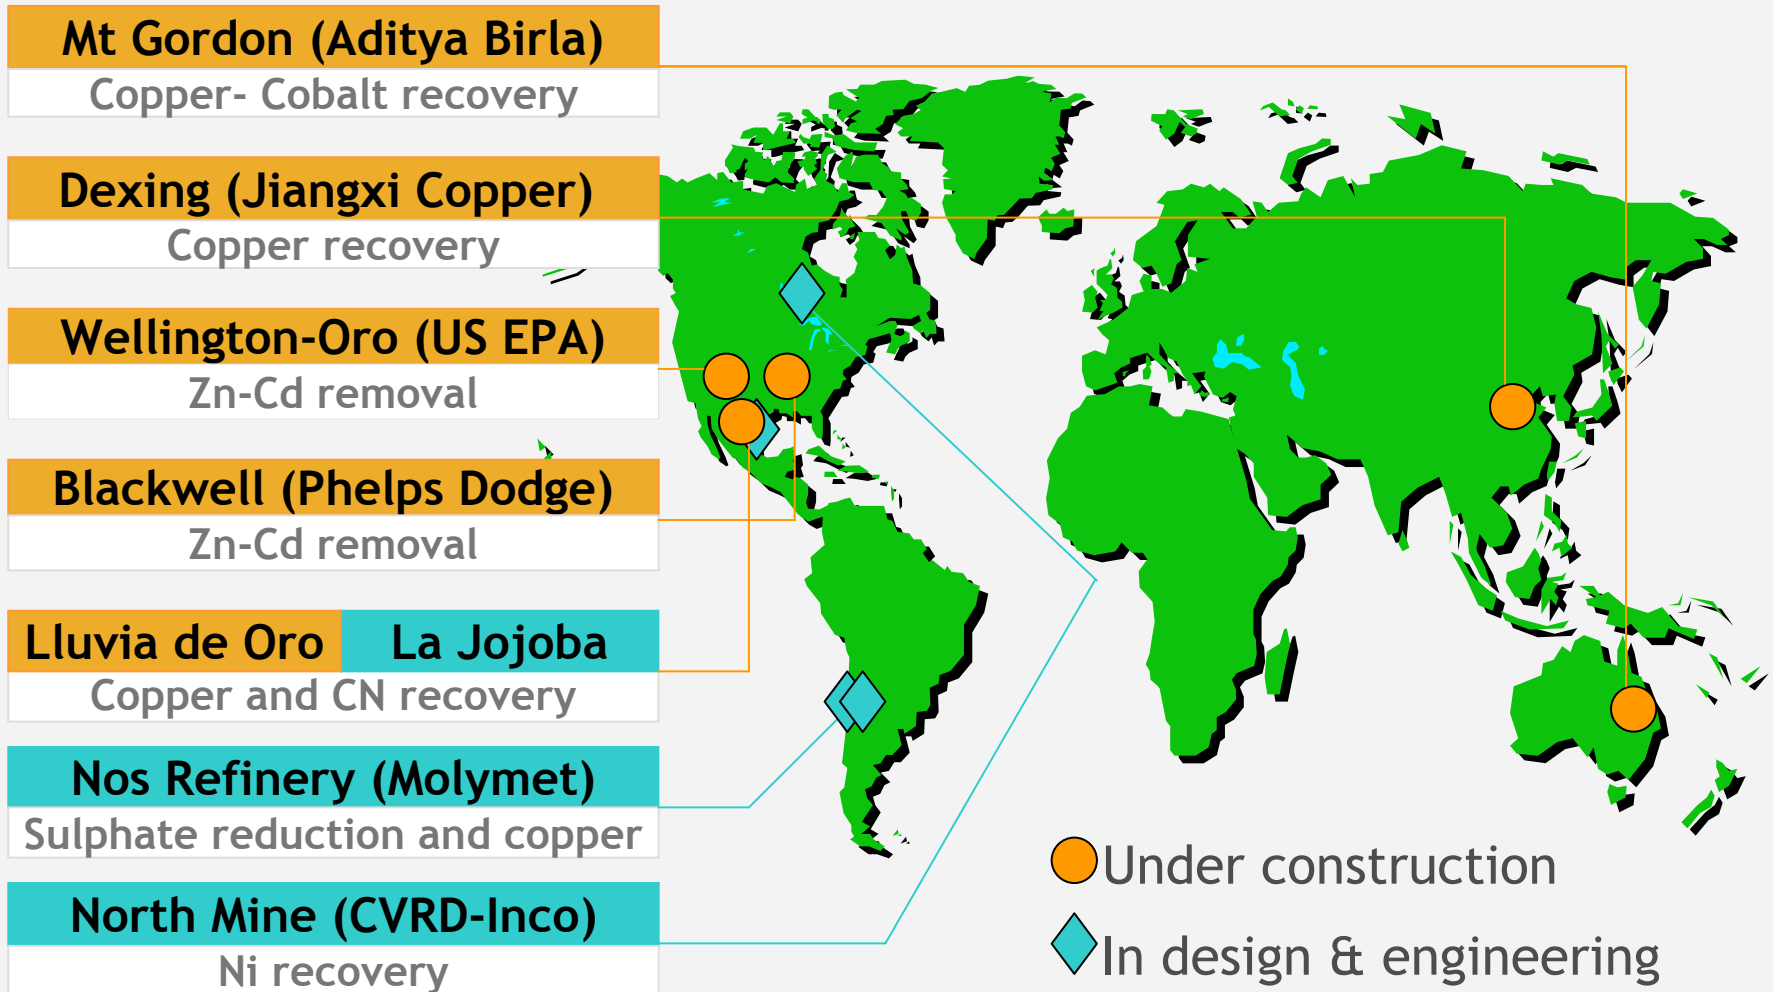 Mt Gordon (Aditya Birla)
Copper- Cobalt recovery
Dexing (Jiangxi Copper)
Copper recovery
Wellington-Oro (US EPA)
Zn-Cd removal
Blackwell (Phelps Dodge)
Zn-Cd removal
Lluvia de Oro La Jojoba
Copper and CN recovery
Nos Refinery (Molymet)
Sulphate reduction and copper
North Mine (CVRD-Inco)
Ni recovery
Under construction
In design & engineering